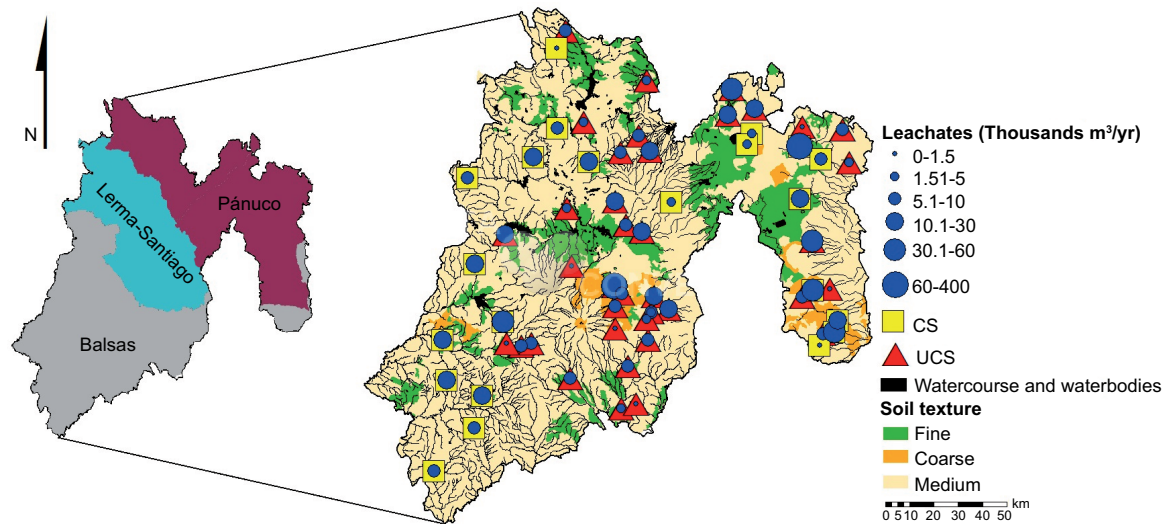 N
Lerma-Santiago
Pánuco
Balsas
Leachates (Thousands m³/yr)
0-1.5
1.51-5
5.1-10
10.1-30
30.1-60
60-400
CS
UCS
Watercourse and waterbodies
Soil texture
Fine
Coarse
Medium
km
0 5 10 20 30 40 50